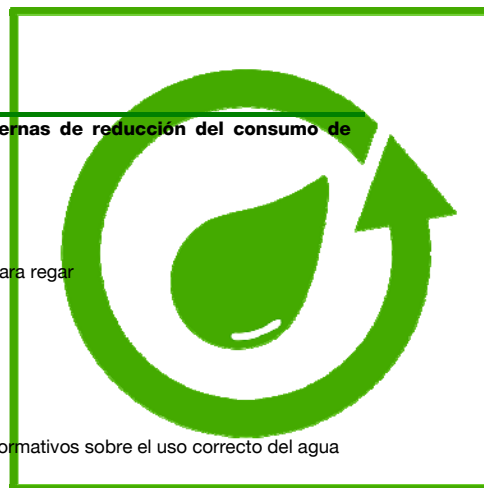 ernas de reducción del consumo de
ara regar
ormativos sobre el uso correcto del agua